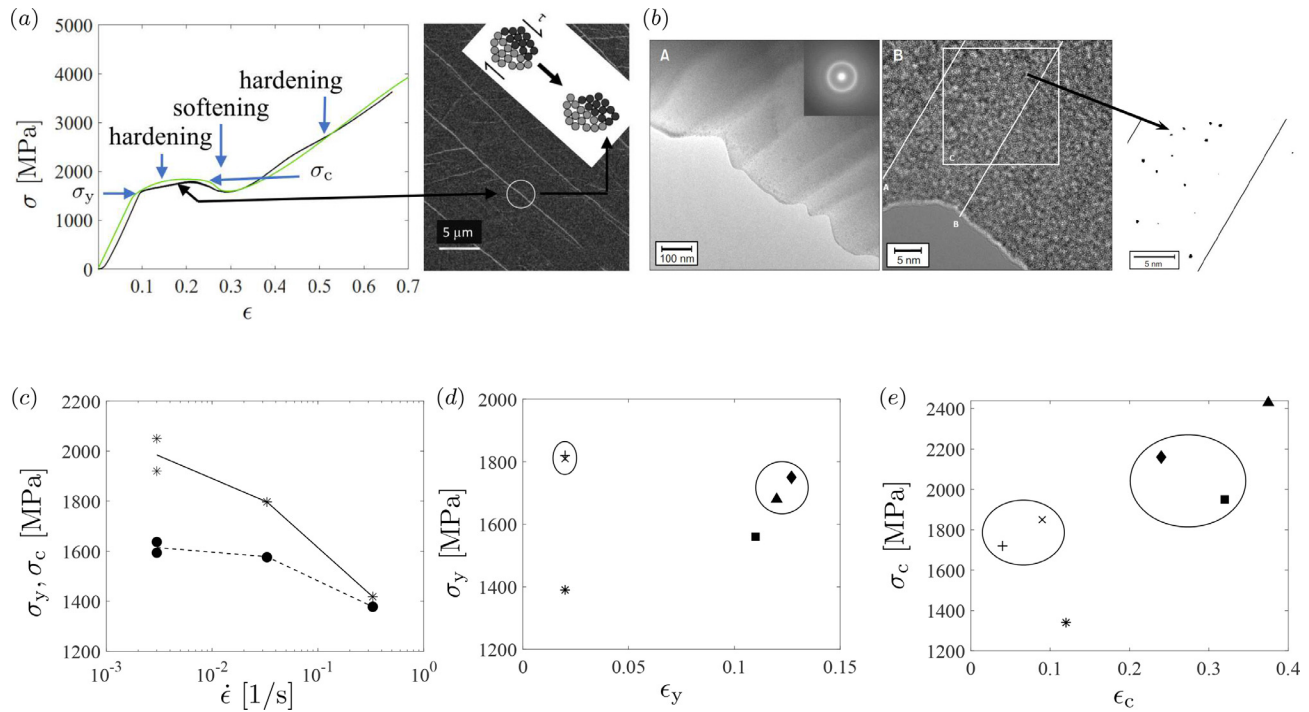 (a)
5000
4000
3000
2000
1000
0
σ [MPa]
hardening
softening
hardening
σy
σc
0.1 0.2 0.3 0.4 0.5 0.6 0.7
ϵ
τ
5 µm
(b)
A
100 nm
B
C
A
B
5 nm
5 nm
(c)
2200
2000
1800
1600
1400
1200
σy, σc [MPa]
10-3 10-2 10-1 100
ϵ̇ [1/s]
(d)
2000
1800
1600
1400
1200
σy [MPa]
0 0.05 0.1 0.15
ϵy
(e)
2400
2200
2000
1800
1600
1400
1200
σc [MPa]
0 0.1 0.2 0.3 0.4
ϵc